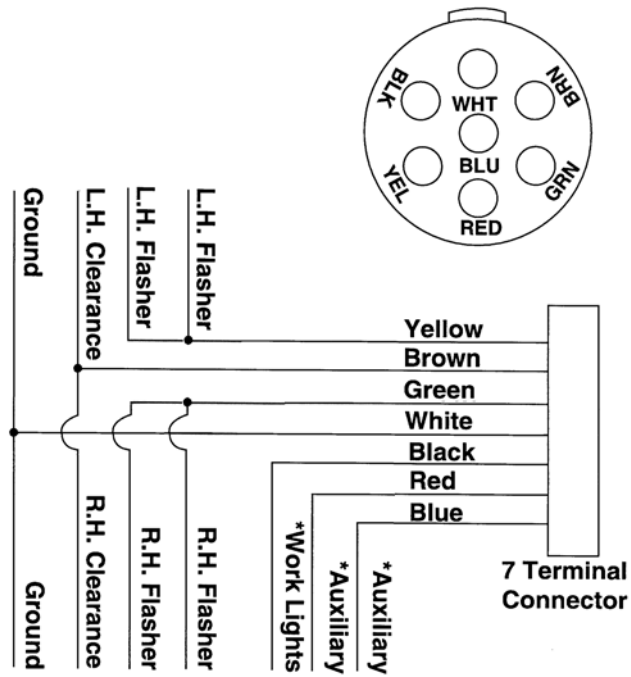 BLK
WHT
BRN
BLU
YEL
GRN
RED
Ground
L.H. Clearance
L.H. Flasher
L.H. Flasher
Yellow
Brown
Green
White
Black
Red
Blue
Ground
R.H. Clearance
R.H. Flasher
R.H. Flasher
*Work Lights
*Auxiliary
*Auxiliary
7 Terminal
Connector